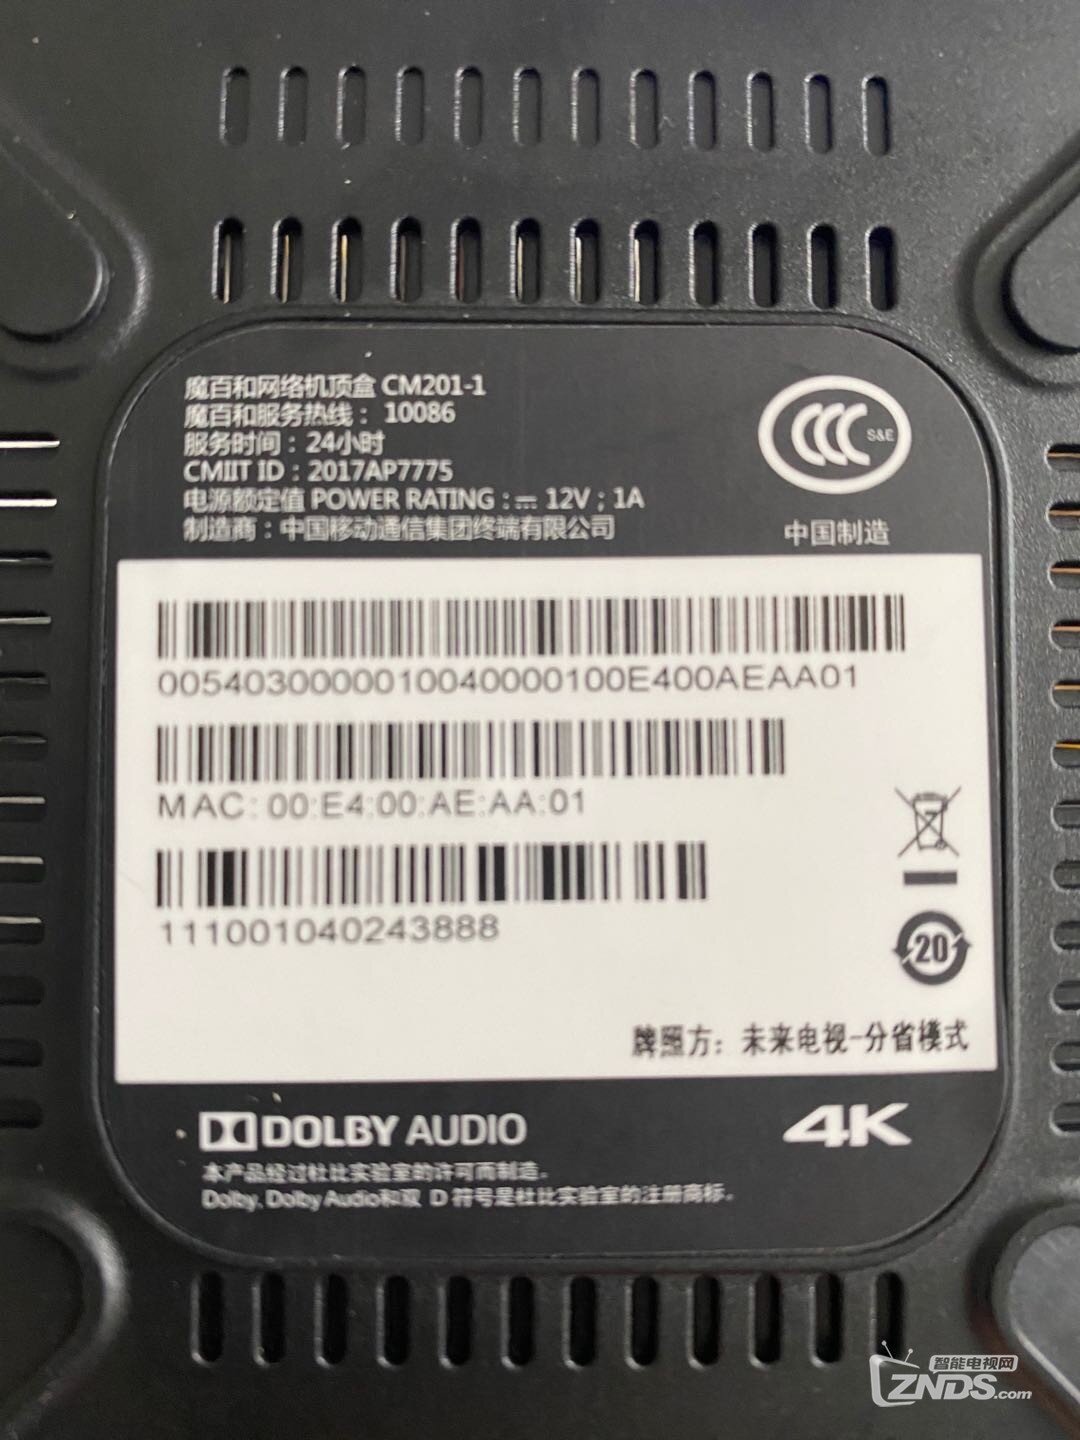 魔百和网络机顶盒 CM201-1
魔百和服务热线： 10086
服务时间：24小时
CMIIT ID：2017AP7775
电源额定值 POWER RATING：⎓ 12V；1A
制造商：中国移动通信集团终端有限公司
S&E
中国制造
00540300000010040000100E400AEAA01
MAC: 00:E4:00:AE:AA:01
111001040243888
20
牌照方：未来电视-分省模式
DOLBY AUDIO
4K
本产品经过杜比实验室的许可而制造.
Dolby, Dolby Audio和双 D 符号是杜比实验室的注册商标.
智能电视网
ZNDS.com